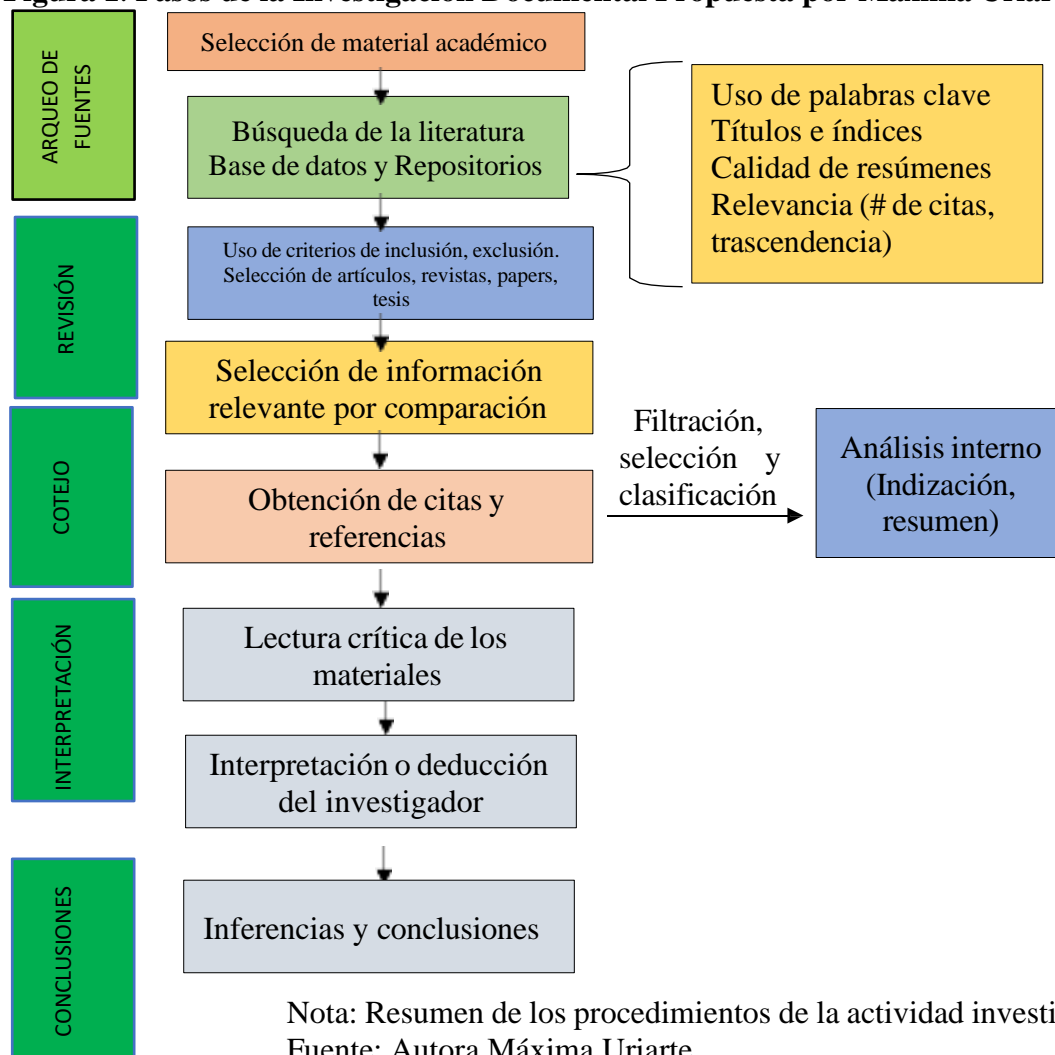 Figura 1. Pasos de la Investigación Documental Propuesta por Máxima Uriar
ARQUEO DE
FUENTES
Selección de material académico
Búsqueda de la literatura
Base de datos y Repositorios
Uso de palabras clave
Títulos e índices
Calidad de resúmenes
Relevancia (# de citas,
trascendencia)
REVISIÓN
Uso de criterios de inclusión, exclusión.
Selección de artículos, revistas, papers,
tesis
Selección de información
relevante por comparación
COTEJO
Obtención de citas y
referencias
Filtración,
selección y
clasificación
Análisis interno
(Indización,
resumen)
INTERPRETACIÓN
Lectura crítica de los
materiales
Interpretación o deducción
del investigador
CONCLUSIONES
Inferencias y conclusiones
Nota: Resumen de los procedimientos de la actividad investi
Fuente: Autora Máxima Uriarte